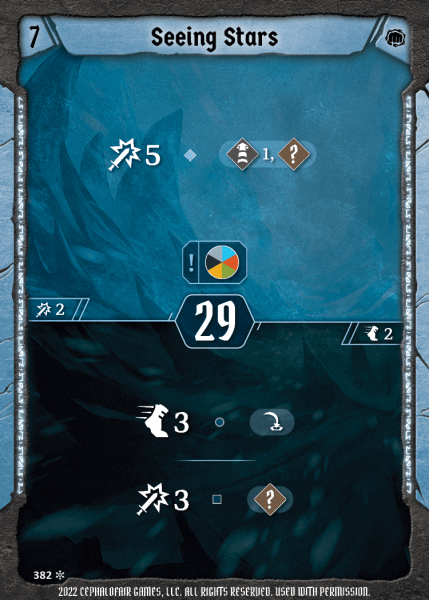 7 Seeing Stars
5 1, ?
!
2
29
2
3
3 ?
382
2022 CEPHALOFAIR GAMES, LLC. ALL RIGHTS RESERVED. USED WITH PERMISSION.